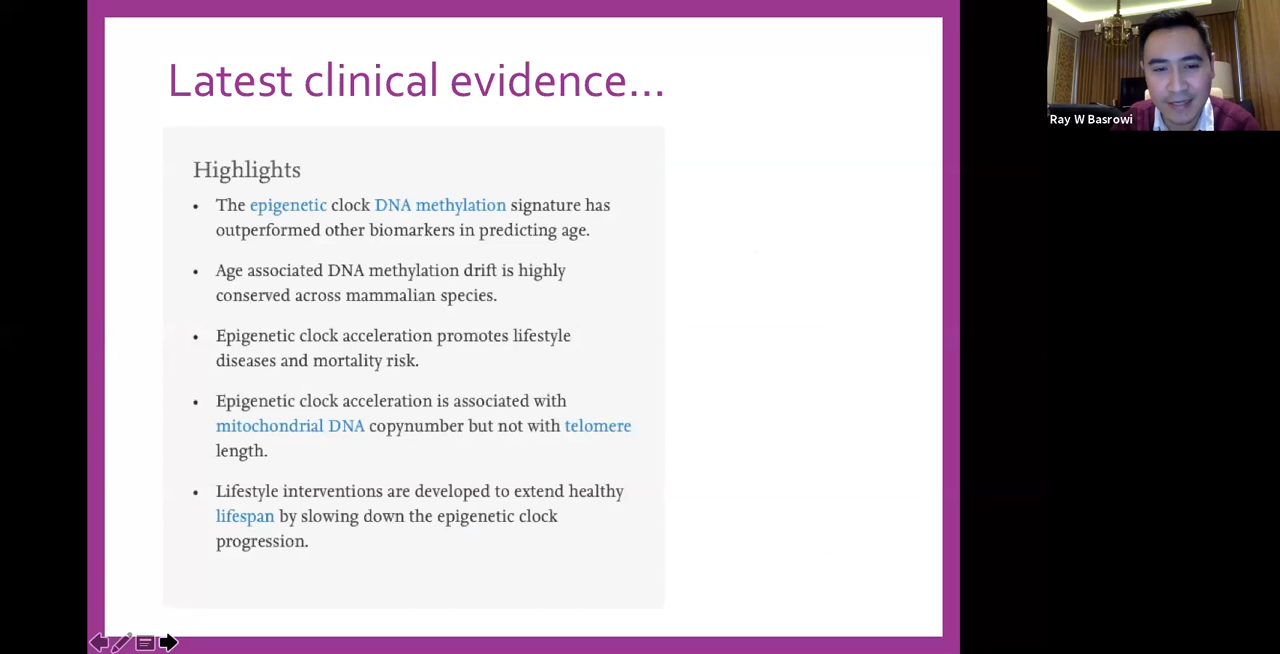 Latest clinical evidence...
Ray W Basrowi
Highlights
• The epigenetic clock DNA methylation signature has
outperformed other biomarkers in predicting age.
• Age associated DNA methylation drift is highly
conserved across mammalian species.
• Epigenetic clock acceleration promotes lifestyle
diseases and mortality risk.
• Epigenetic clock acceleration is associated with
mitochondrial DNA copynumber but not with telomere
length.
• Lifestyle interventions are developed to extend healthy
lifespan by slowing down the epigenetic clock
progression.